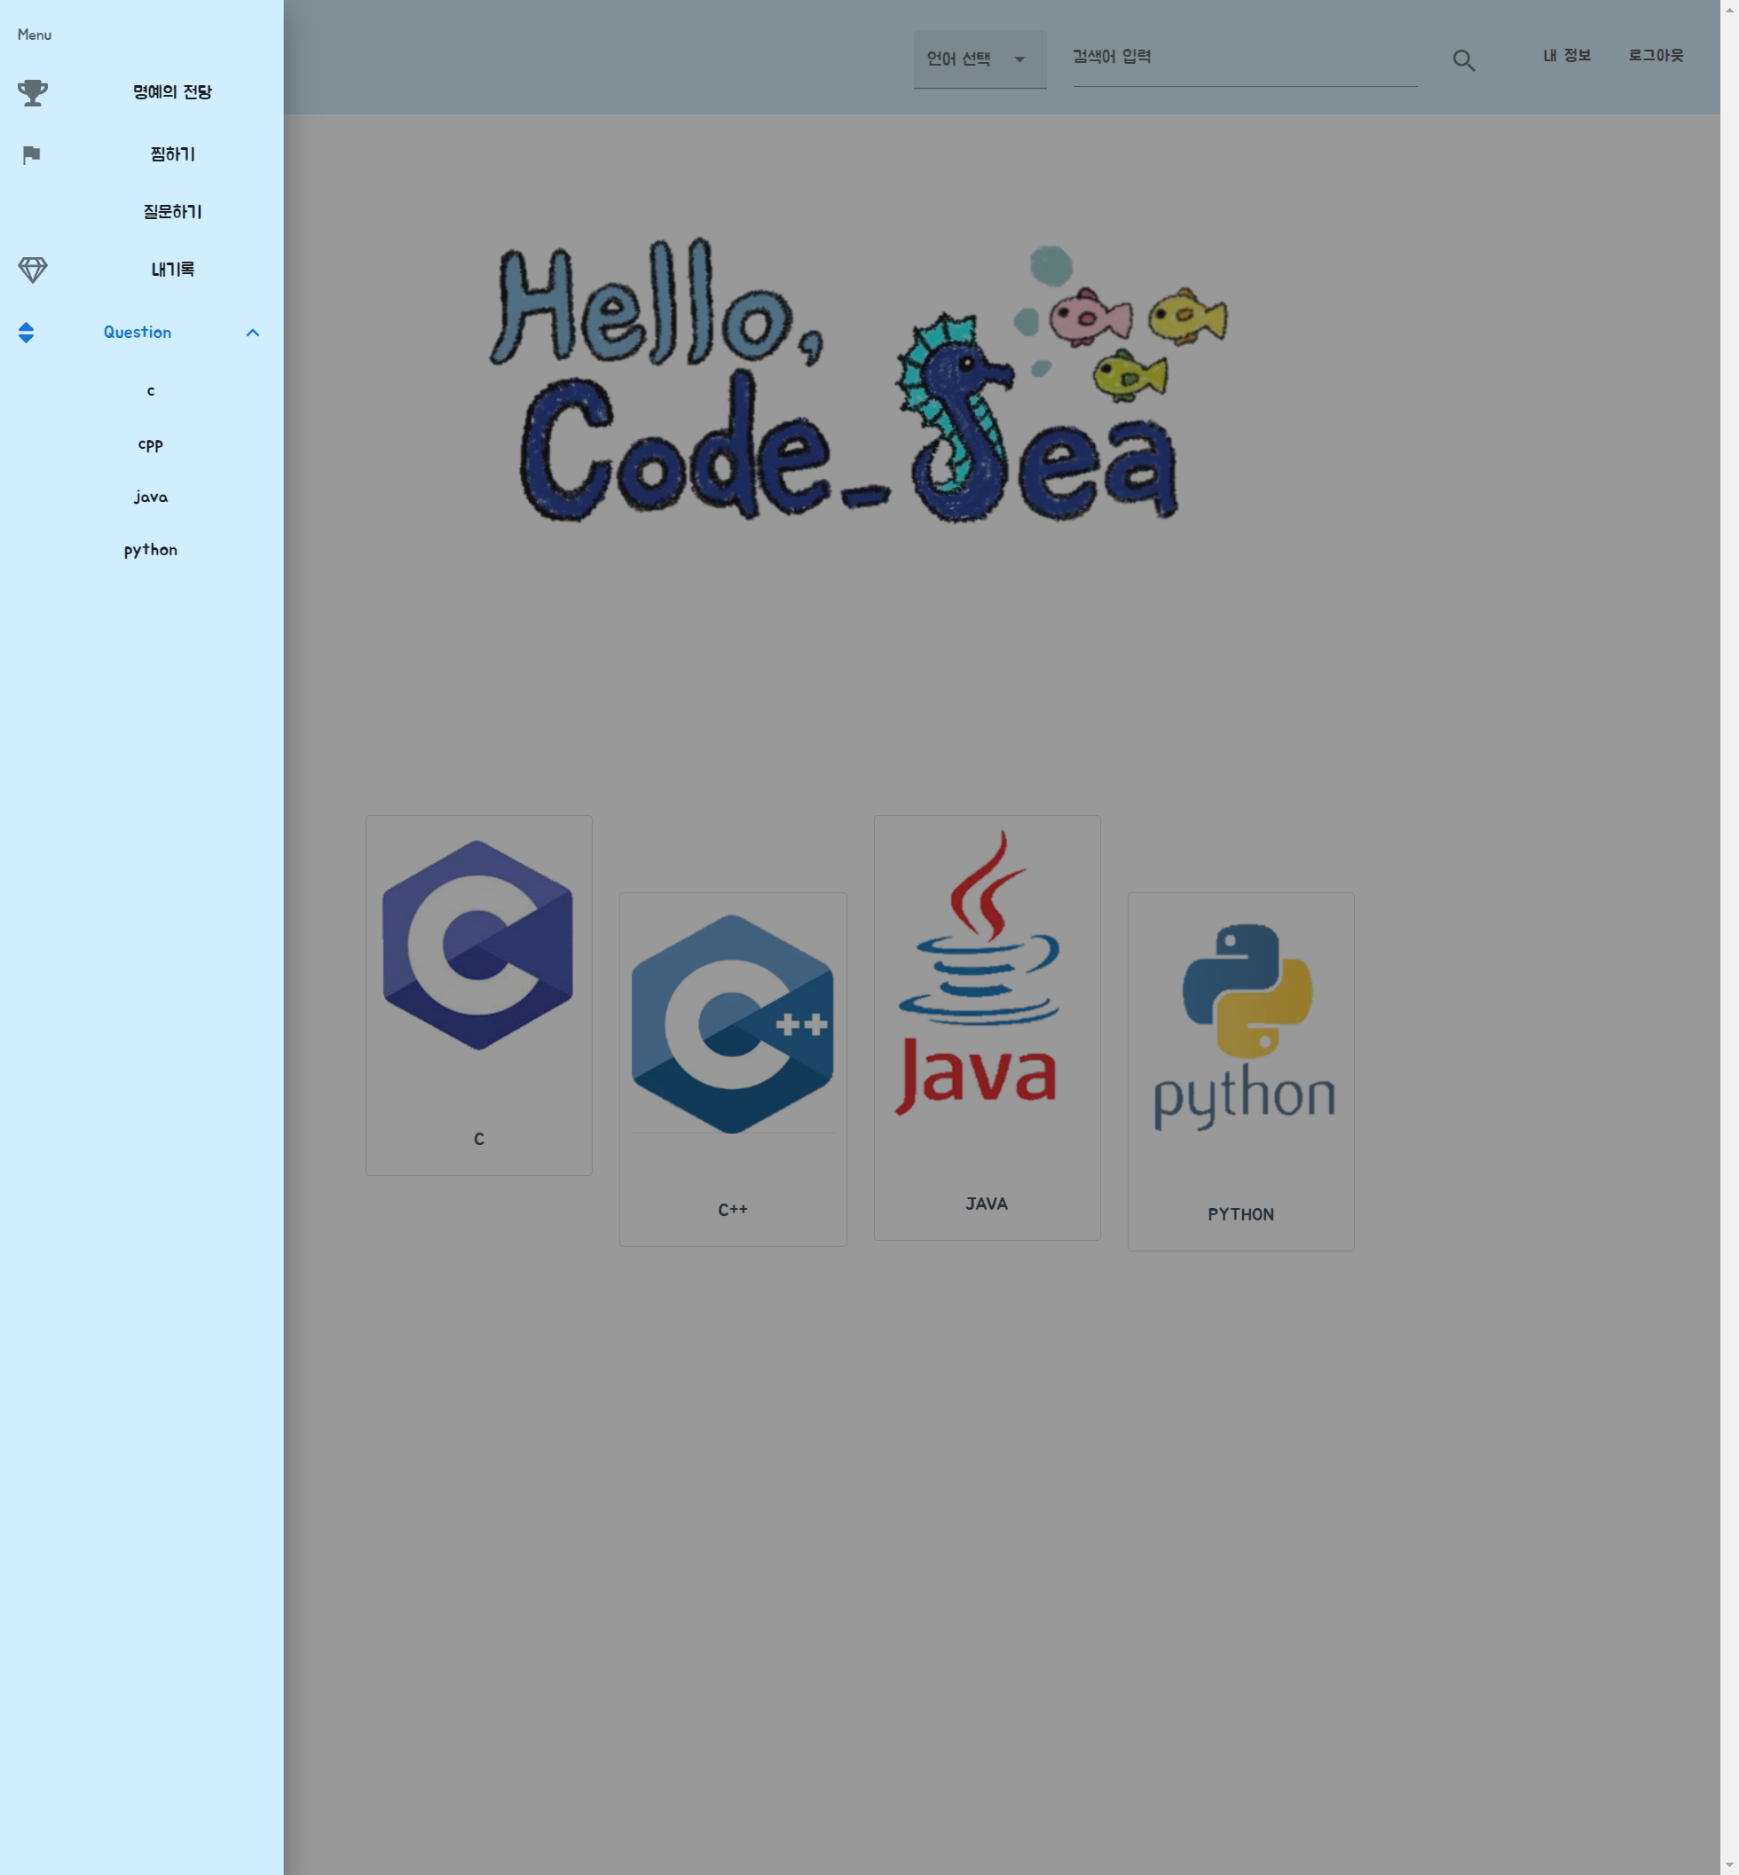 Menu
명예의 전당
찜하기
질문하기
내기록
Question
c
cpp
java
python
언어 선택
검색어 입력
내 정보
로그아웃
Hello,
Code_Sea
C
C
C++
C++
Java
JAVA
python
PYTHON